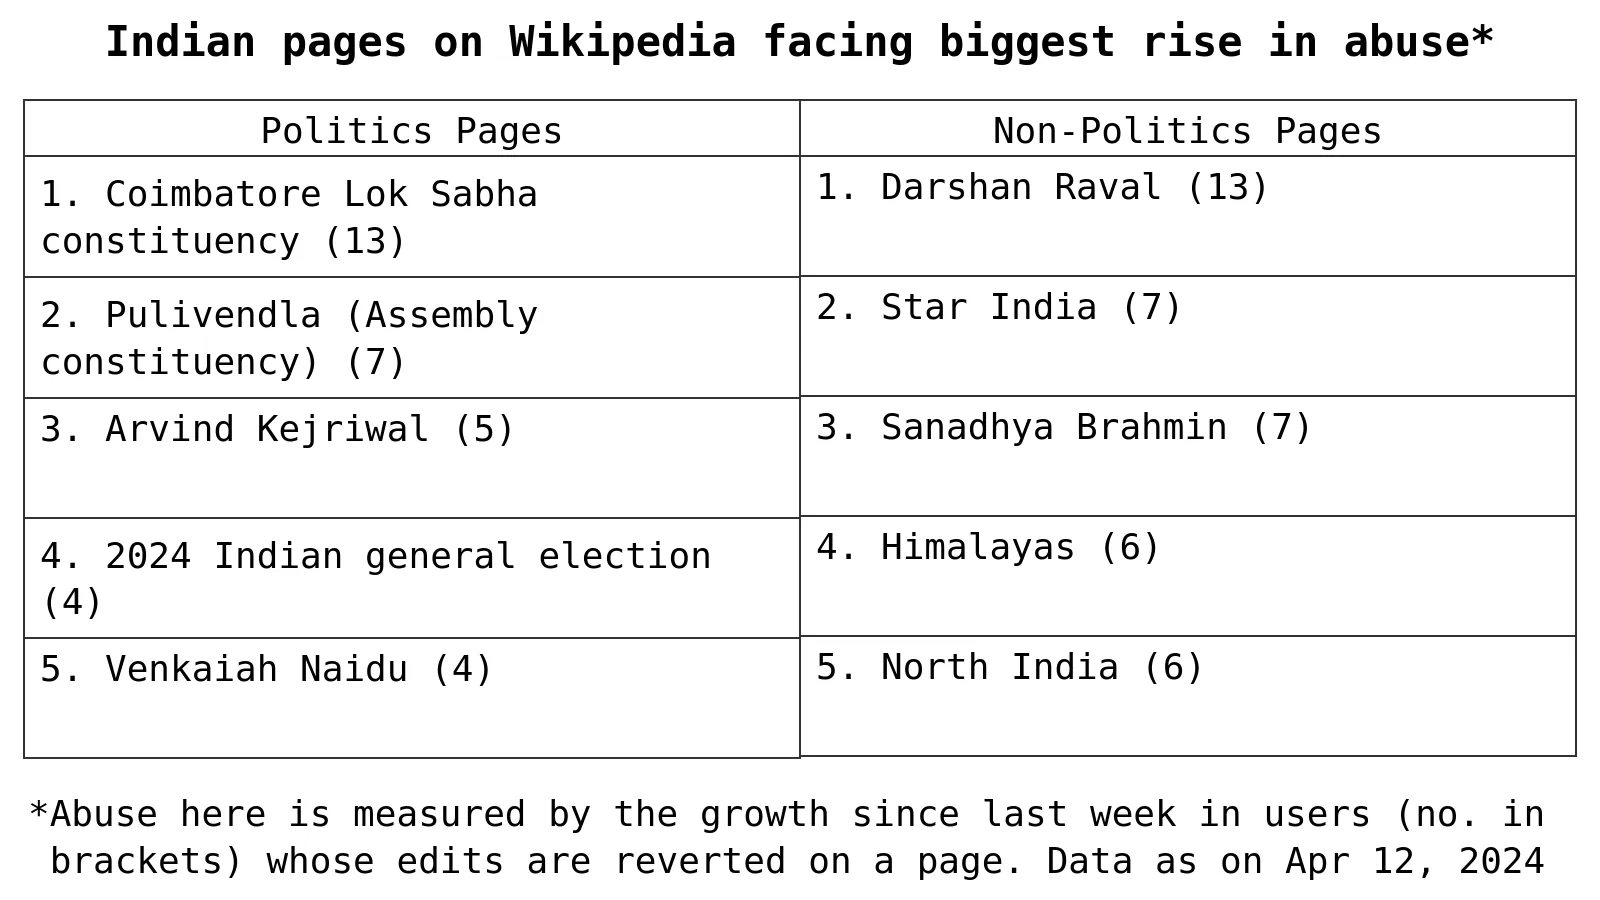 Indian pages on Wikipedia facing biggest rise in abuse*
Politics Pages
Non-Politics Pages
1. Coimbatore Lok Sabha
constituency (13)
1. Darshan Raval (13)
2. Pulivendla (Assembly
constituency) (7)
2. Star India (7)
3. Arvind Kejriwal (5)
3. Sanadhya Brahmin (7)
4. 2024 Indian general election
(4)
4. Himalayas (6)
5. Venkaiah Naidu (4)
5. North India (6)
*Abuse here is measured by the growth since last week in users (no. in
brackets) whose edits are reverted on a page. Data as on Apr 12, 2024